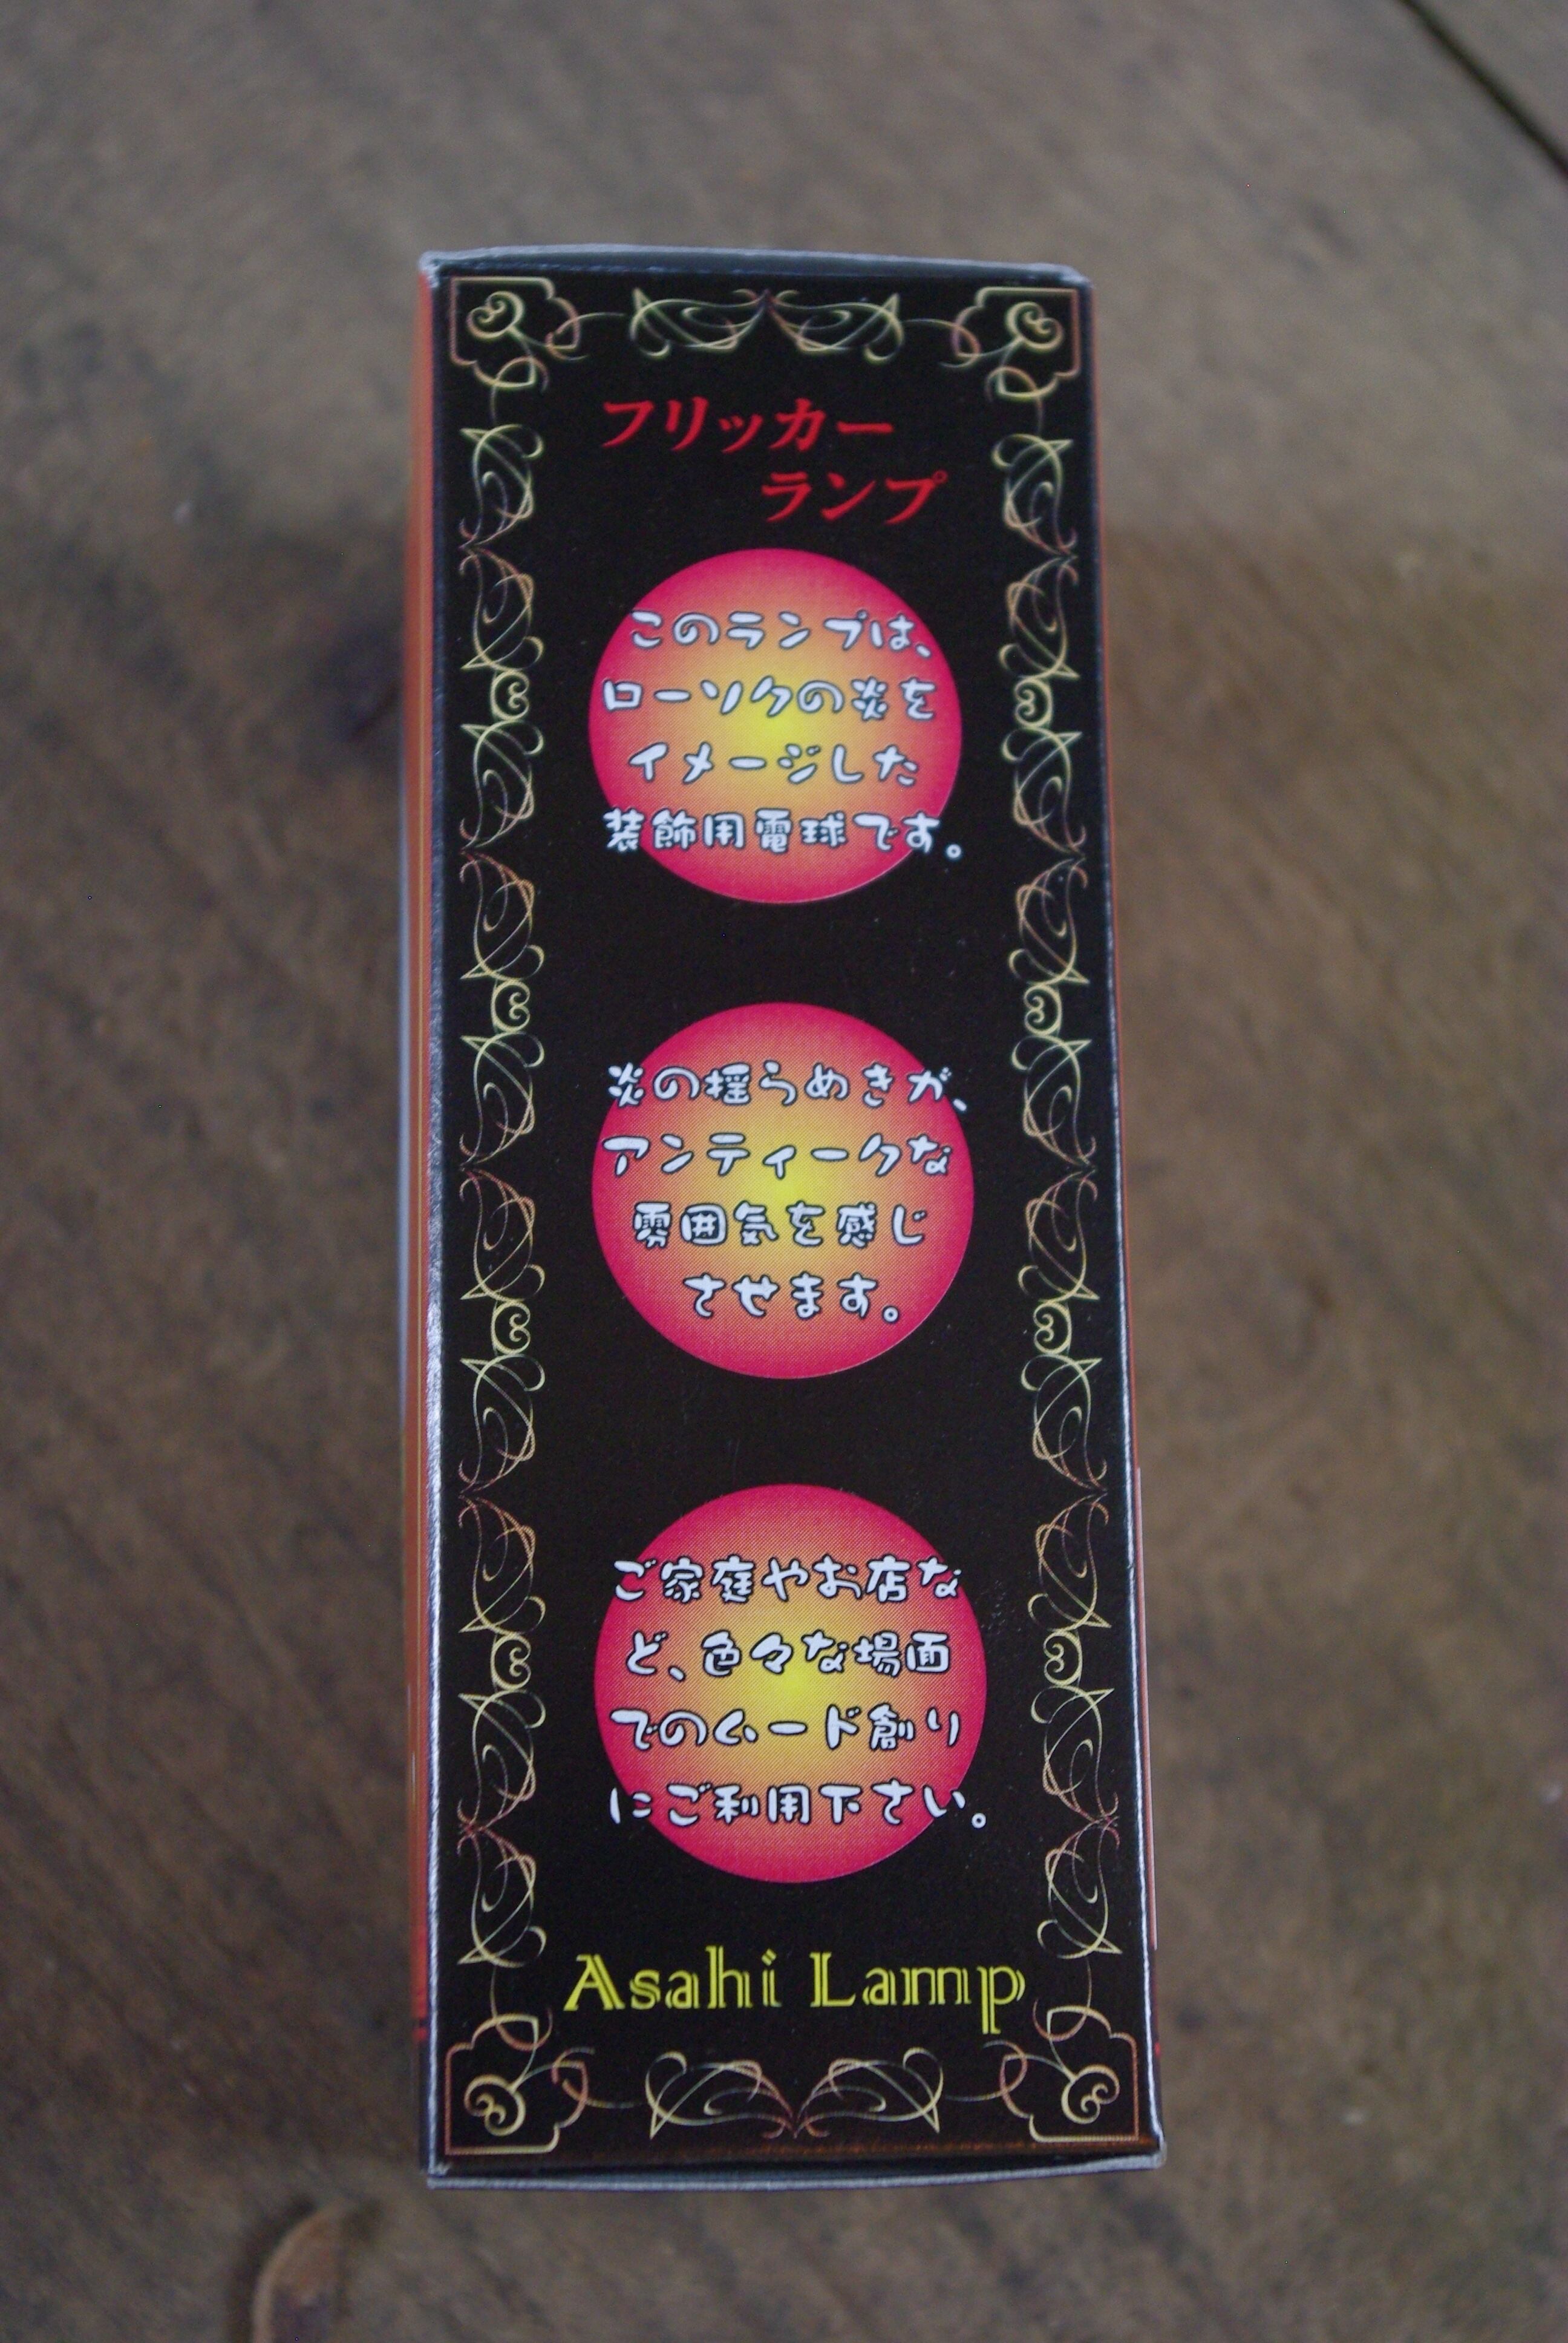 フリッカー
ランプ
このランプは、
ローソクの炎を
イメージした
装飾用電球です。
炎の揺らめきが、
アンティークな
雰囲気を感じ
させます。
ご家庭やお店な
ど、色々な場面
でのムード創り
にご利用下さい。
Asahi Lamp